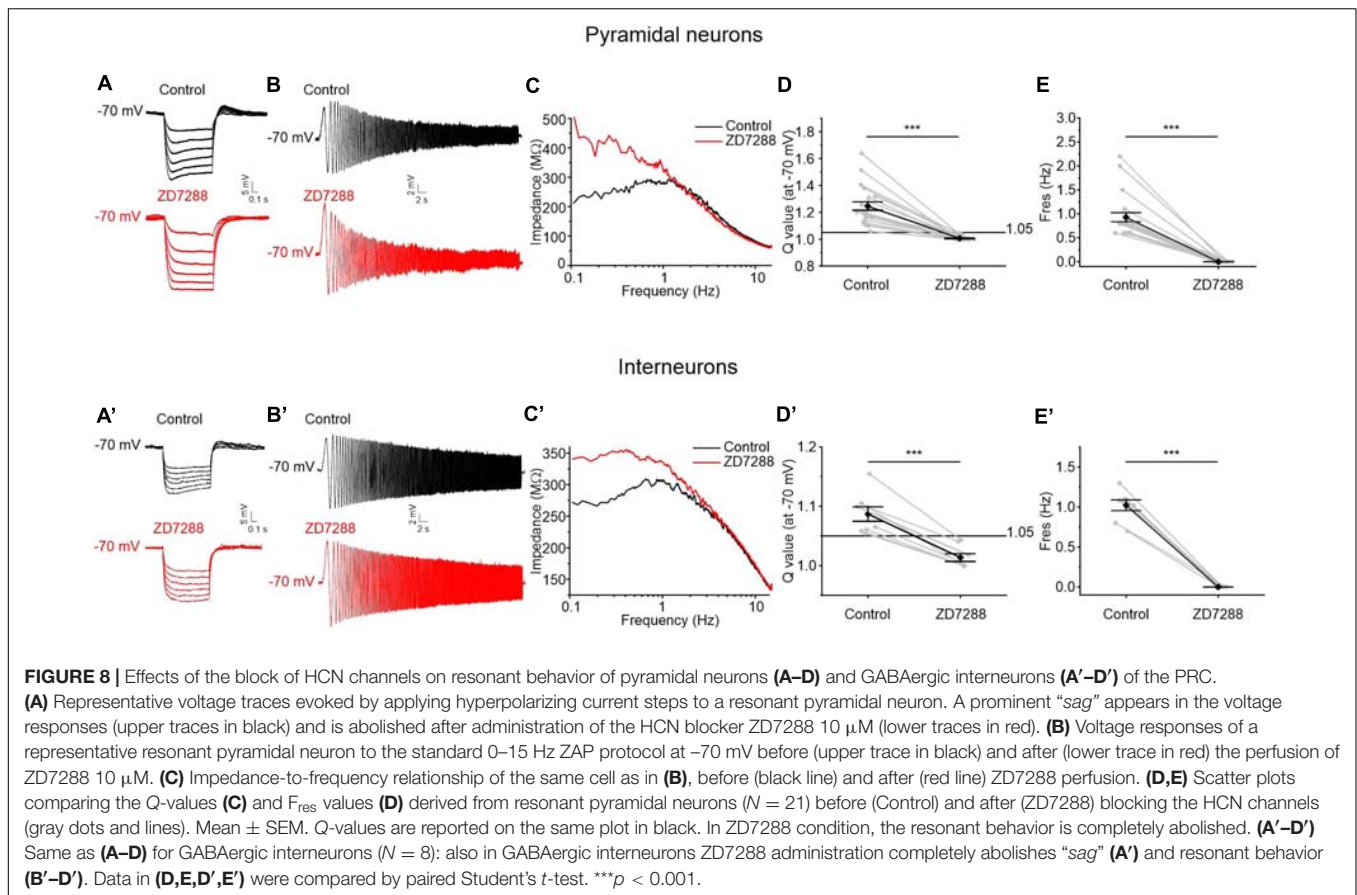 Pyramidal neurons
A
Control
-70 mV
ZD7288
5 mV
0.1 s
-70 mV
B
Control
-70 mV
2 mV
2 s
ZD7288
-70 mV
C
Control
ZD7288
500
400
300
200
100
0
Impedance (MΩ)
0.1
1
10
Frequency (Hz)
D
***
1.8
1.6
1.4
1.2
1.0
0.8
Q value (at -70 mV)
1.05
Control
ZD7288
E
***
3.0
2.5
2.0
1.5
1.0
0.5
0.0
Fres (Hz)
Control
ZD7288
Interneurons
A'
Control
-70 mV
ZD7288
5 mV
0.1 s
-70 mV
B'
Control
-70 mV
2 mV
2 s
ZD7288
-70 mV
C'
Control
ZD7288
350
300
250
200
150
Impedance (MΩ)
0.1
1
10
Frequency (Hz)
D'
***
1.2
1.1
1.0
Q value (at -70 mV)
1.05
Control
ZD7288
E'
***
1.5
1.0
0.5
0.0
Fres (Hz)
Control
ZD7288
FIGURE 8 | Effects of the block of HCN channels on resonant behavior of pyramidal neurons (A–D) and GABAergic interneurons (A′–D′) of the PRC.
(A) Representative voltage traces evoked by applying hyperpolarizing current steps to a resonant pyramidal neuron. A prominent “sag” appears in the voltage
responses (upper traces in black) and is abolished after administration of the HCN blocker ZD7288 10 μM (lower traces in red). (B) Voltage responses of a
representative resonant pyramidal neuron to the standard 0–15 Hz ZAP protocol at –70 mV before (upper trace in black) and after (lower trace in red) the perfusion of
ZD7288 10 μM. (C) Impedance-to-frequency relationship of the same cell as in (B), before (black line) and after (red line) ZD7288 perfusion. (D,E) Scatter plots
comparing the Q-values (C) and Fres values (D) derived from resonant pyramidal neurons (N = 21) before (Control) and after (ZD7288) blocking the HCN channels
(gray dots and lines). Mean ± SEM. Q-values are reported on the same plot in black. In ZD7288 condition, the resonant behavior is completely abolished. (A′–D′)
Same as (A–D) for GABAergic interneurons (N = 8): also in GABAergic interneurons ZD7288 administration completely abolishes “sag” (A′) and resonant behavior
(B′–D′). Data in (D,E,D′,E′) were compared by paired Student’s t-test. ***p < 0.001.